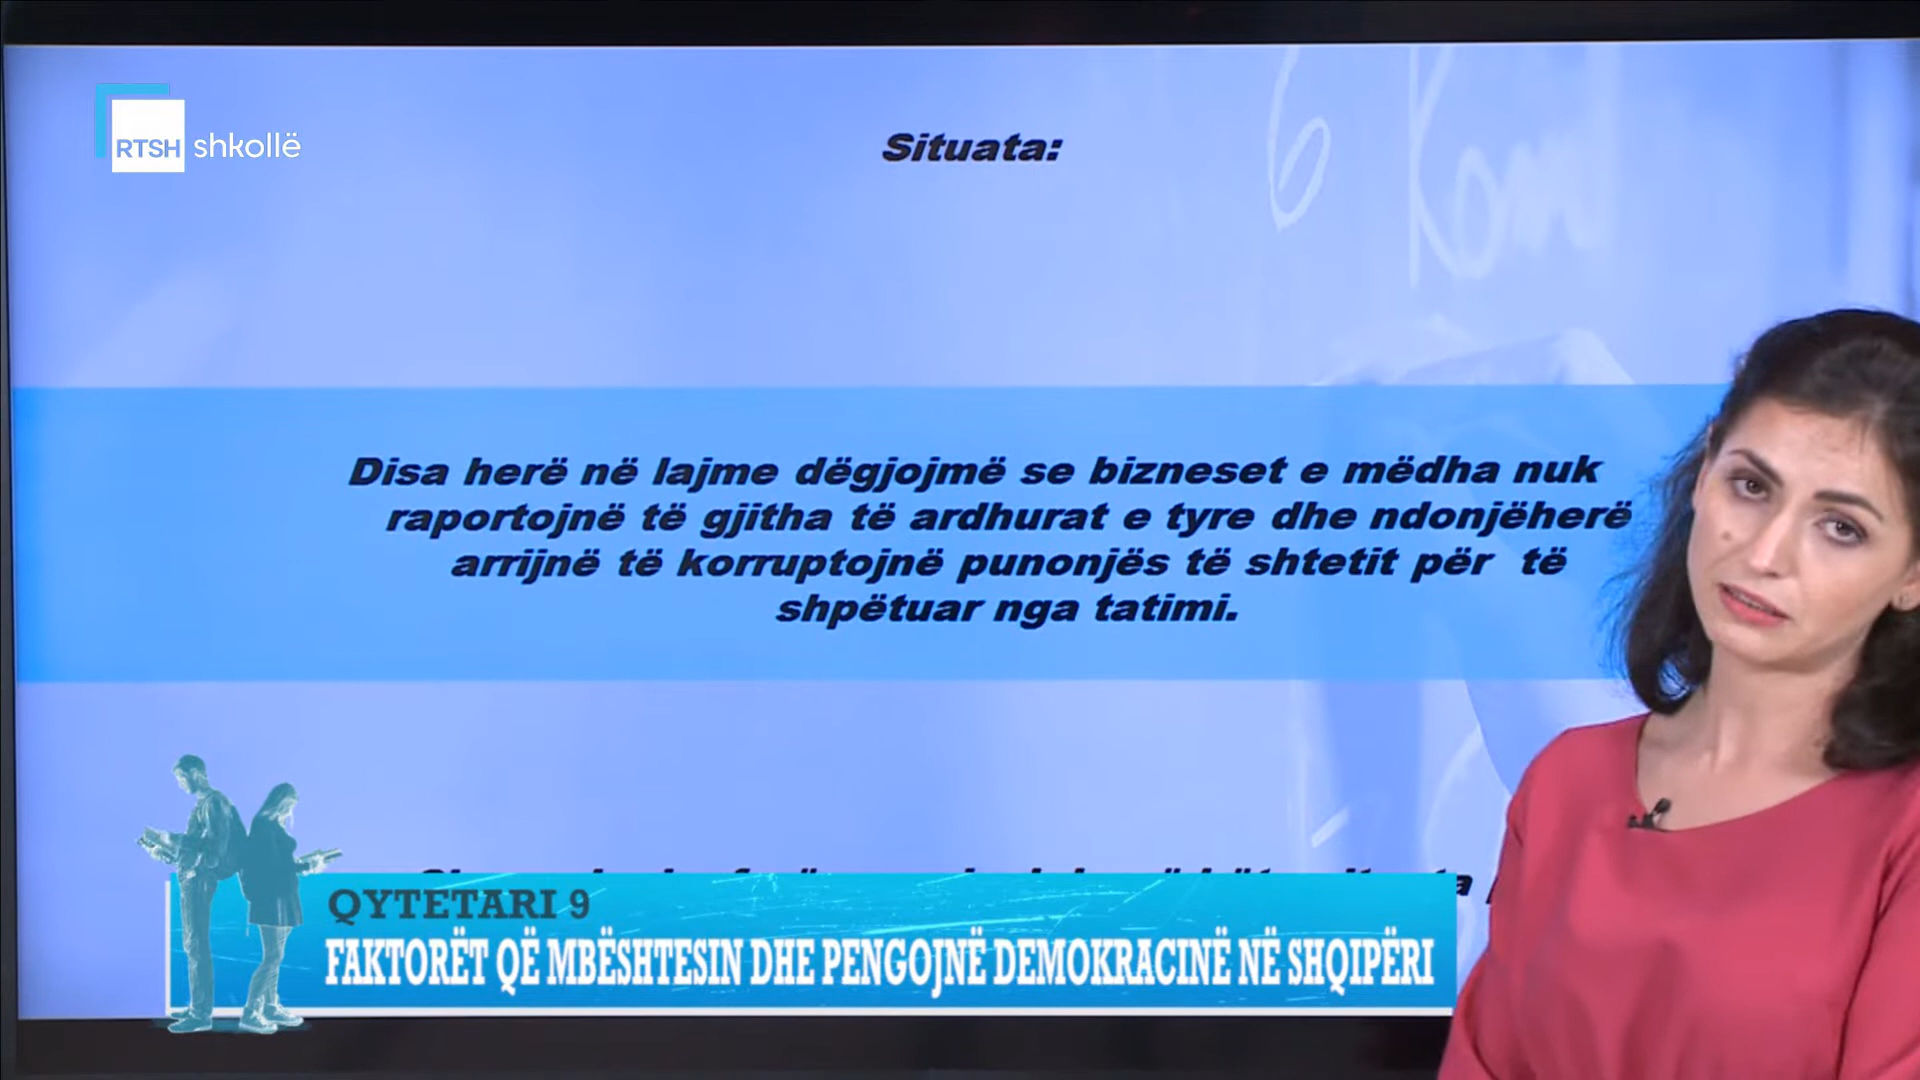 RTSH shkollë
Situata:
6 Kom
Disa herë në lajme dëgjojmë se bizneset e mëdha nuk
raportojnë të gjitha të ardhurat e tyre dhe ndonjëherë
arrijnë të korruptojnë punonjës të shtetit për të
shpëtuar nga tatimi.
QYTETARI 9
FAKTORËT QË MBËSHTESIN DHE PENGOJNË DEMOKRACINË NË SHQIPËRI